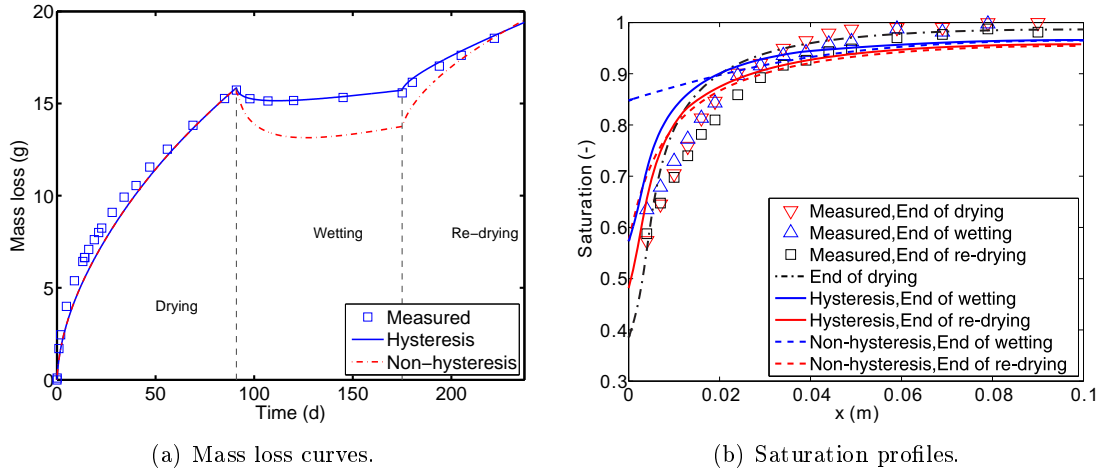 20
15
10
5
0
Mass loss (g)
Drying
Wetting
Re-drying
Measured
Hysteresis
Non-hysteresis
0
50
100
150
200
Time (d)
(a) Mass loss curves.
1
0.9
0.8
0.7
0.6
0.5
0.4
0.3
Saturation (-)
Measured,End of drying
Measured,End of wetting
Measured,End of re-drying
End of drying
Hysteresis,End of wetting
Hysteresis,End of re-drying
Non-hysteresis,End of wetting
Non-hysteresis,End of re-drying
0
0.02
0.04
0.06
0.08
0.1
x (m)
(b) Saturation profiles.